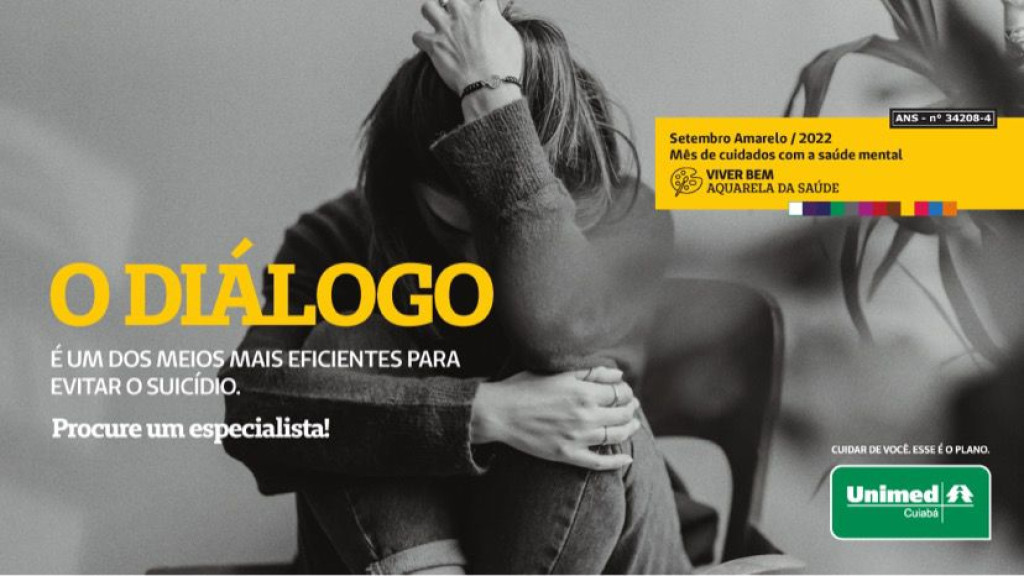 ANS - nº 34208-4
Setembro Amarelo / 2022
Mês de cuidados com a saúde mental
VIVER BEM
AQUARELA DA SAÚDE
O DIÁLOGO
É UM DOS MEIOS MAIS EFICIENTES PARA
EVITAR O SUICÍDIO.
Procure um especialista!
CUIDAR DE VOCÊ. ESSE É O PLANO.
Unimed
Cuiabá